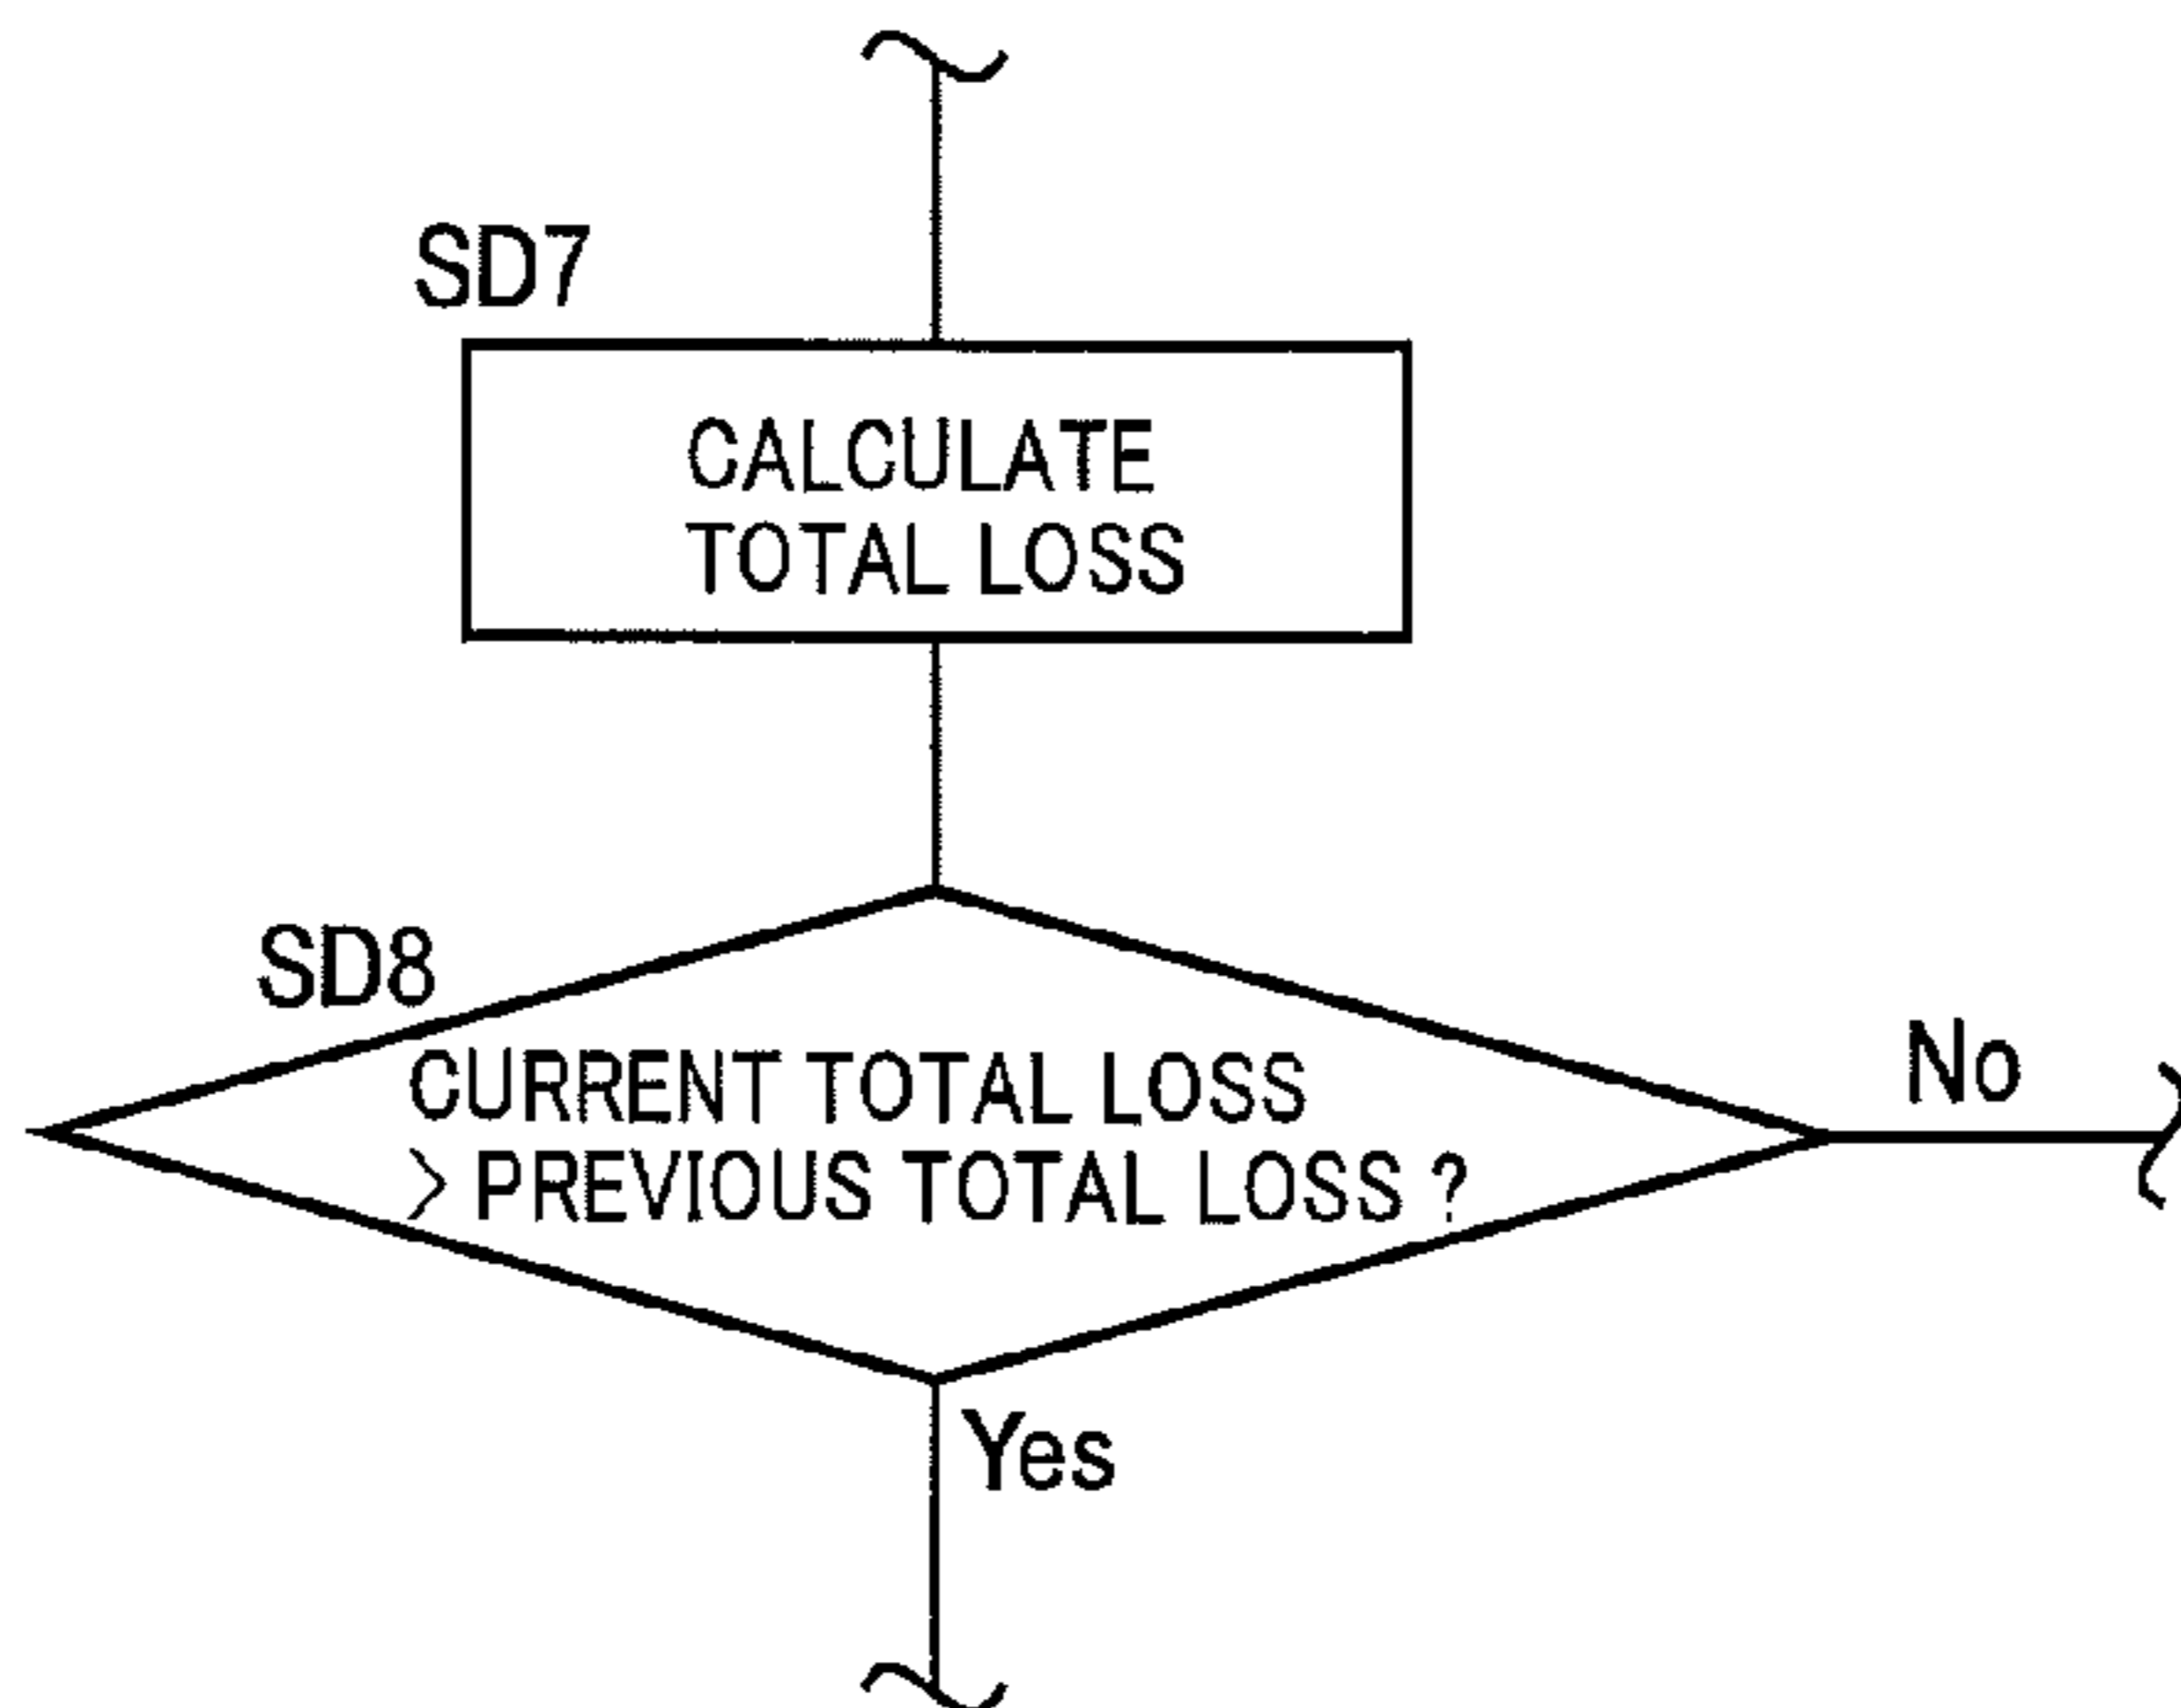 SD7
CALCULATE
TOTAL LOSS
SD8
CURRENT TOTAL LOSS
> PREVIOUS TOTAL LOSS ?
No
Yes